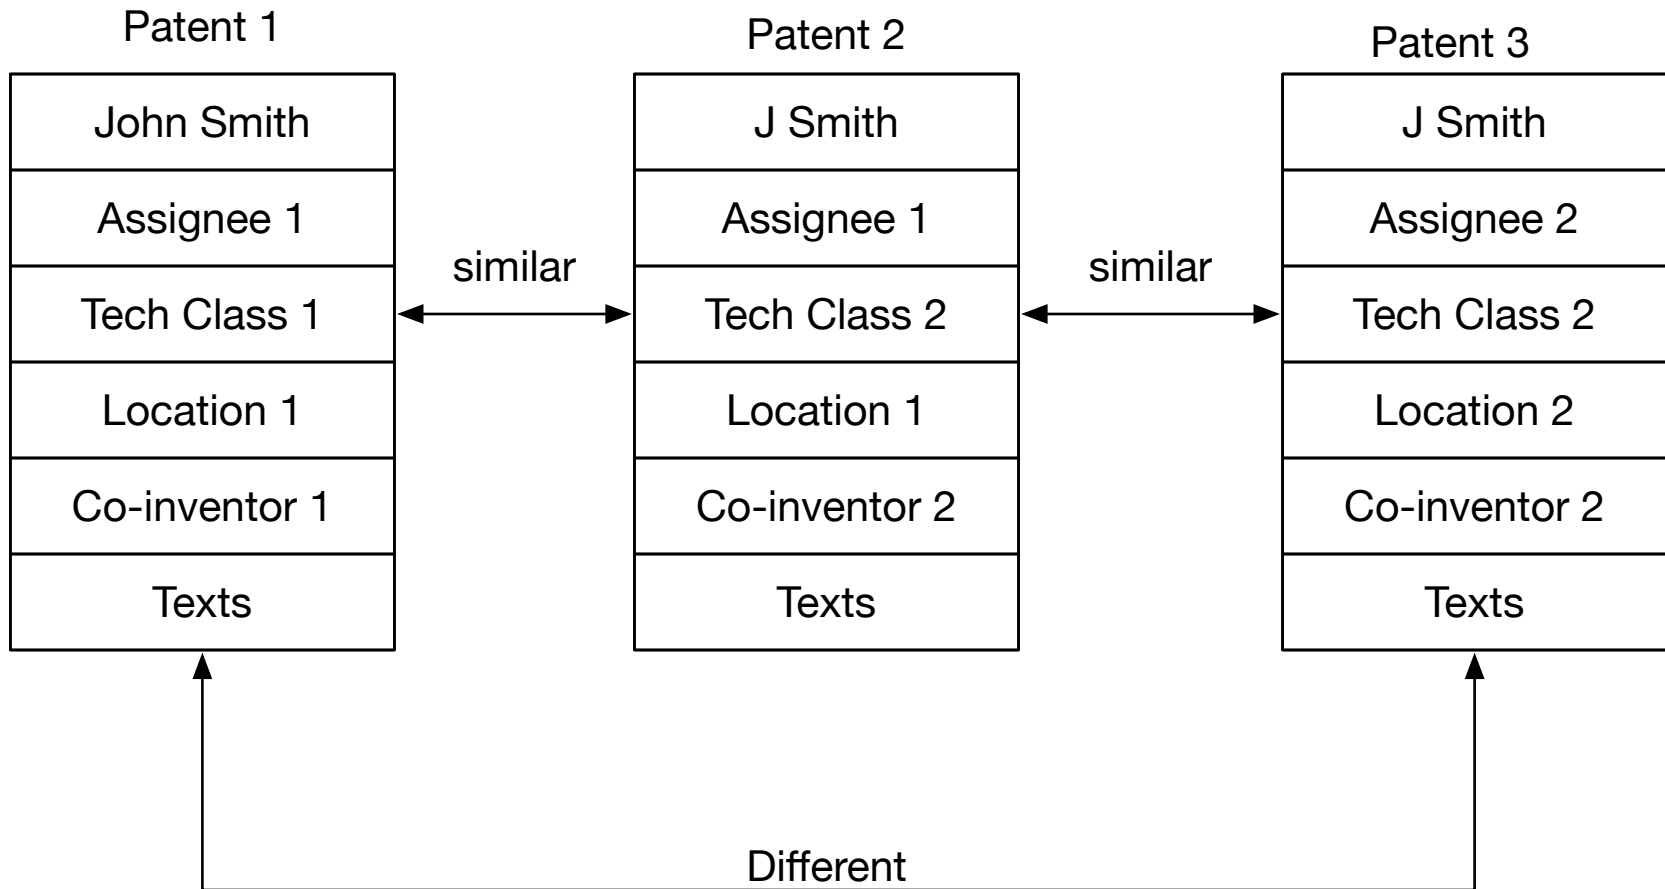 Patent 1
Patent 2
Patent 3
John Smith
J Smith
J Smith
Assignee 1
Assignee 1
Assignee 2
similar
similar
Tech Class 1
Tech Class 2
Tech Class 2
Location 1
Location 1
Location 2
Co-inventor 1
Co-inventor 2
Co-inventor 2
Texts
Texts
Texts
Different